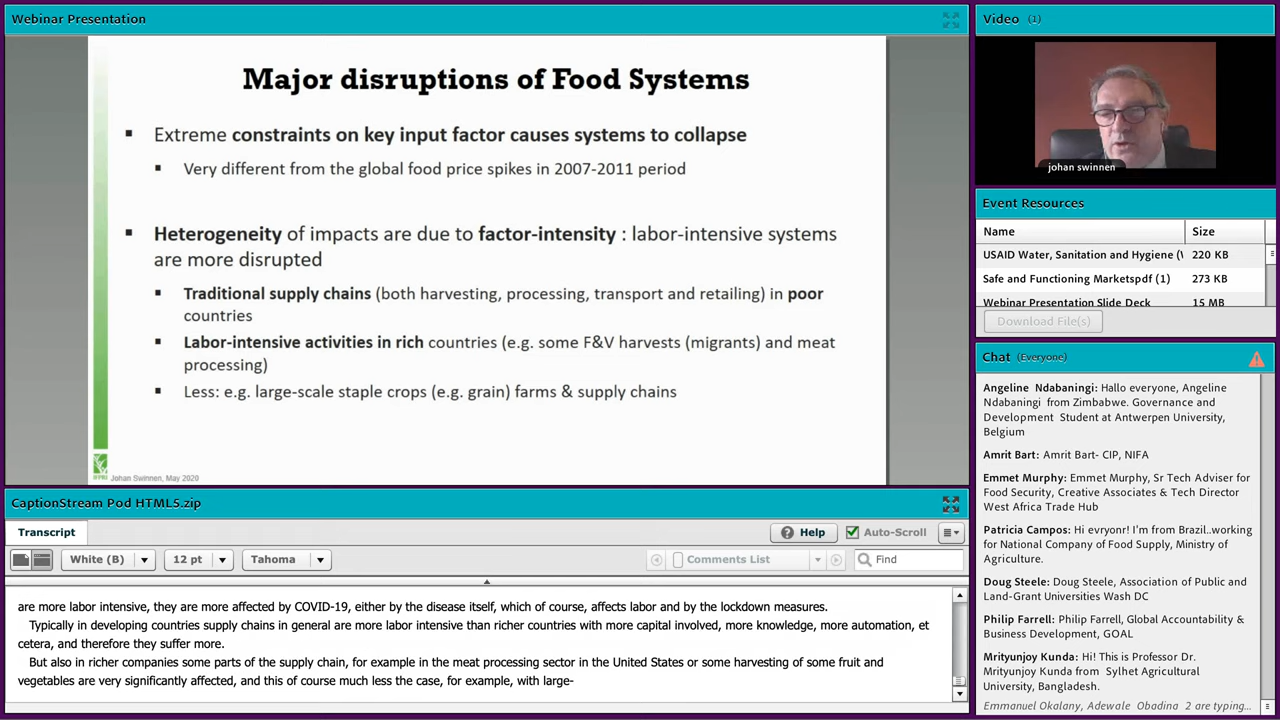 Webinar Presentation
Major disruptions of Food Systems
▪ Extreme constraints on key input factor causes systems to collapse
▪ Very different from the global food price spikes in 2007-2011 period
▪ Heterogeneity of impacts are due to factor-intensity : labor-intensive systems
are more disrupted
▪ Traditional supply chains (both harvesting, processing, transport and retailing) in poor
countries
▪ Labor-intensive activities in rich countries (e.g. some F&V harvests (migrants) and meat
processing)
▪ Less: e.g. large-scale staple crops (e.g. grain) farms & supply chains
IFPRI
Johan Swinnen, May 2020
CaptionStream Pod HTML5.zip
Transcript
Help
Auto-Scroll
White (B)
12 pt
Tahoma
Comments List
Find
are more labor intensive, they are more affected by COVID-19, either by the disease itself, which of course, affects labor and by the lockdown measures.
Typically in developing countries supply chains in general are more labor intensive than richer countries with more capital involved, more knowledge, more automation, et
cetera, and therefore they suffer more.
But also in richer companies some parts of the supply chain, for example in the meat processing sector in the United States or some harvesting of some fruit and
vegetables are very significantly affected, and this of course much less the case, for example, with large-
Video (1)
johan swinnen
Event Resources
Name Size
USAID Water, Sanitation and Hygiene (W 220 KB
Safe and Functioning Marketspdf (1) 273 KB
Webinar Presentation Slide Deck 15 MB
Download File(s)
Chat (Everyone)
Angeline Ndabaningi: Hallo everyone, Angeline
Ndabaningi from Zimbabwe. Governance and
Development Student at Antwerpen University,
Belgium
Amrit Bart: Amrit Bart- CIP, NIFA
Emmet Murphy: Emmet Murphy, Sr Tech Adviser for
Food Security, Creative Associates & Tech Director
West Africa Trade Hub
Patricia Campos: Hi evryonr! I'm from Brazil..working
for National Company of Food Supply, Ministry of
Agriculture.
Doug Steele: Doug Steele, Association of Public and
Land-Grant Universities Wash DC
Philip Farrell: Philip Farrell, Global Accountability &
Business Development, GOAL
Mrityunjoy Kunda: Hi! This is Professor Dr.
Mrityunjoy Kunda from Sylhet Agricultural
University, Bangladesh.
Emmanuel Okalany, Adewale Obadina 2 are typing...